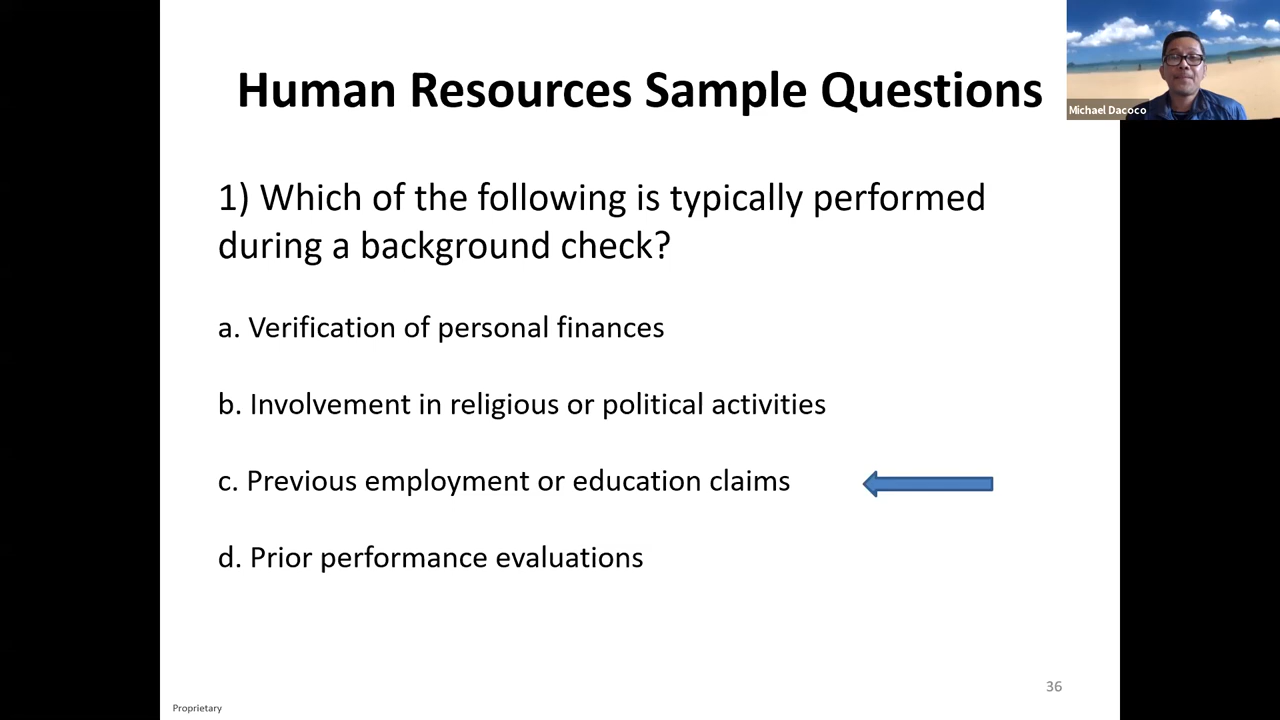 Human Resources Sample Questions
Michael Dacoco
1) Which of the following is typically performed
during a background check?
a. Verification of personal finances
b. Involvement in religious or political activities
c. Previous employment or education claims
d. Prior performance evaluations
36
Proprietary